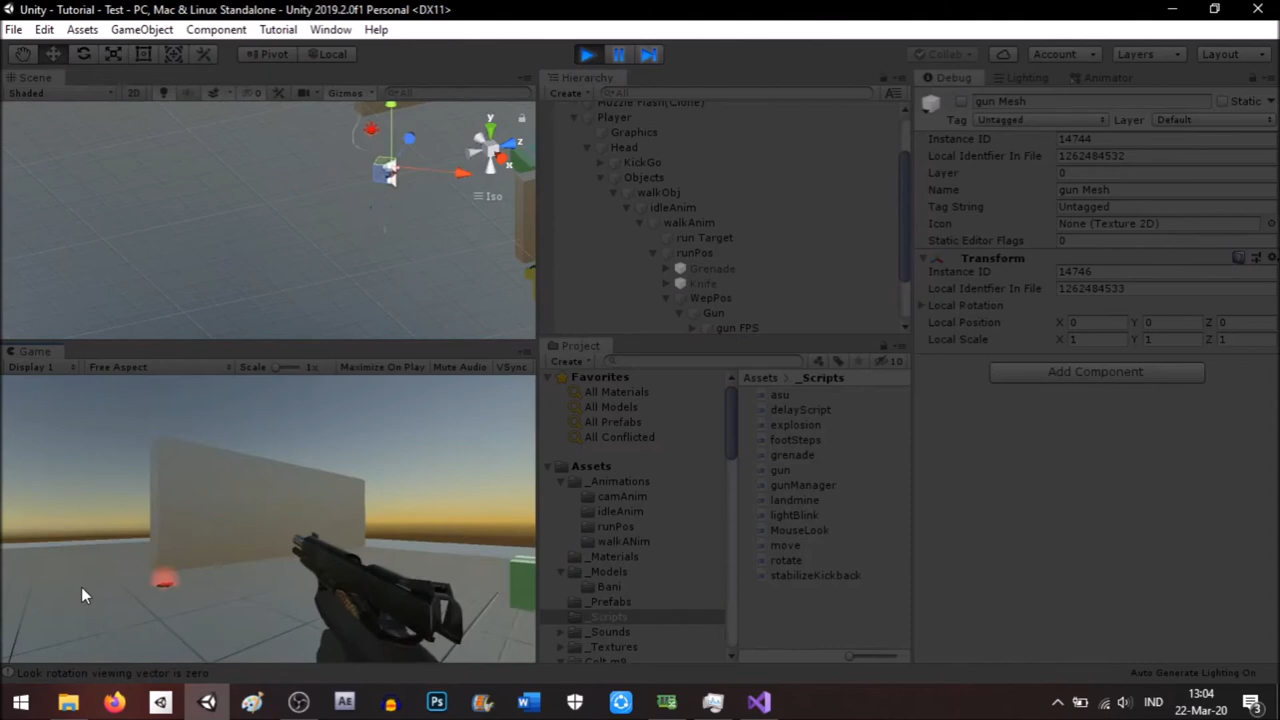 Unity - Tutorial - Test - PC, Mac & Linux Standalone - Unity 2019.2.0f1 Personal <DX11>
File Edit Assets GameObject Component Tutorial Window Help
Pivot Local Collab Account Layers Layout
Scene
Shaded 2D 0 Gizmos All
y
z
x
Iso
Game
Display 1 Free Aspect Scale 1x Maximize On Play Mute Audio VSync
Hierarchy
Create All
Muzzle Flash(Clone)
Player
Graphics
Head
KickGo
Objects
walkObj
idleAnim
walkAnim
run Target
runPos
Grenade
Knife
WepPos
Gun
gun FPS
Project
Create 10
Favorites
All Materials
All Models
All Prefabs
All Conflicted
Assets
_Animations
camAnim
idleAnim
runPos
walkANim
_Materials
_Models
Bani
_Prefabs
_Scripts
_Sounds
_Textures
Colt m9
Assets _Scripts
asu
delayScript
explosion
footSteps
grenade
gun
gunManager
landmine
lightBlink
MouseLook
move
rotate
stabilizeKickback
Debug Lighting Animator
gun Mesh Static
Tag Untagged Layer Default
Instance ID 14744
Local Identfier In File 1262484532
Layer 0
Name gun Mesh
Tag String Untagged
Icon None (Texture 2D)
Static Editor Flags 0
Transform
Instance ID 14746
Local Identfier In File 1262484533
Local Rotation
Local Position X 0 Y 0 Z 0
Local Scale X 1 Y 1 Z 1
Add Component
Look rotation viewing vector is zero
Auto Generate Lighting On
Ae Ps IND 13:04
22-Mar-20
3